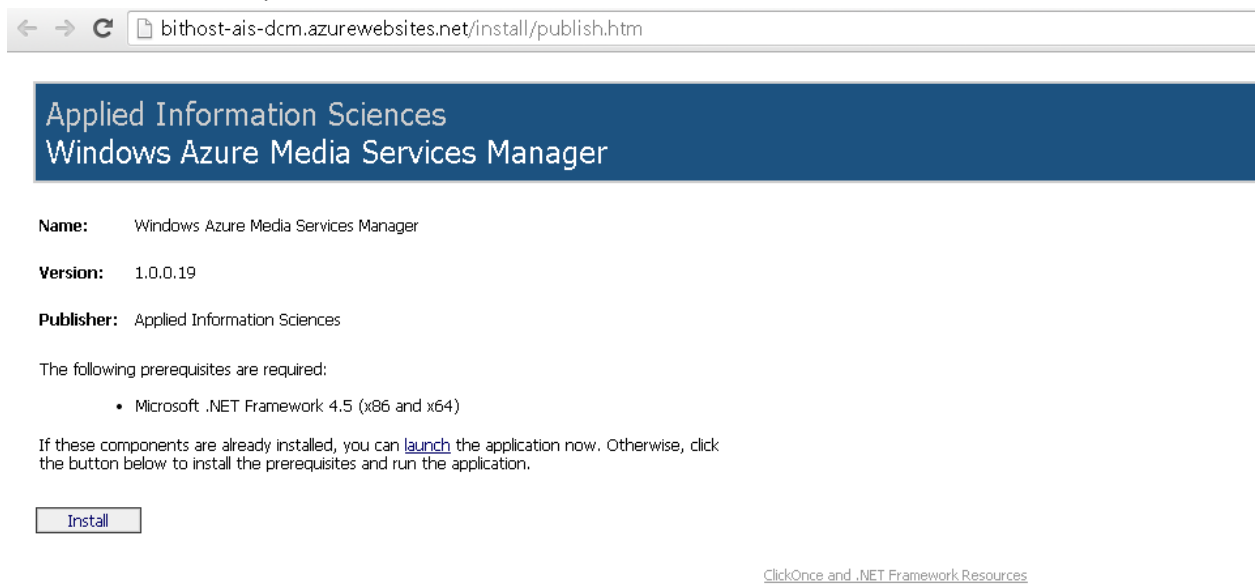 bithost-ais-dcm.azurewebsites.net/install/publish.htm
Applied Information Sciences
Windows Azure Media Services Manager
Name: Windows Azure Media Services Manager
Version: 1.0.0.19
Publisher: Applied Information Sciences
The following prerequisites are required:
• Microsoft .NET Framework 4.5 (x86 and x64)
If these components are already installed, you can launch the application now. Otherwise, click
the button below to install the prerequisites and run the application.
Install
ClickOnce and .NET Framework Resources